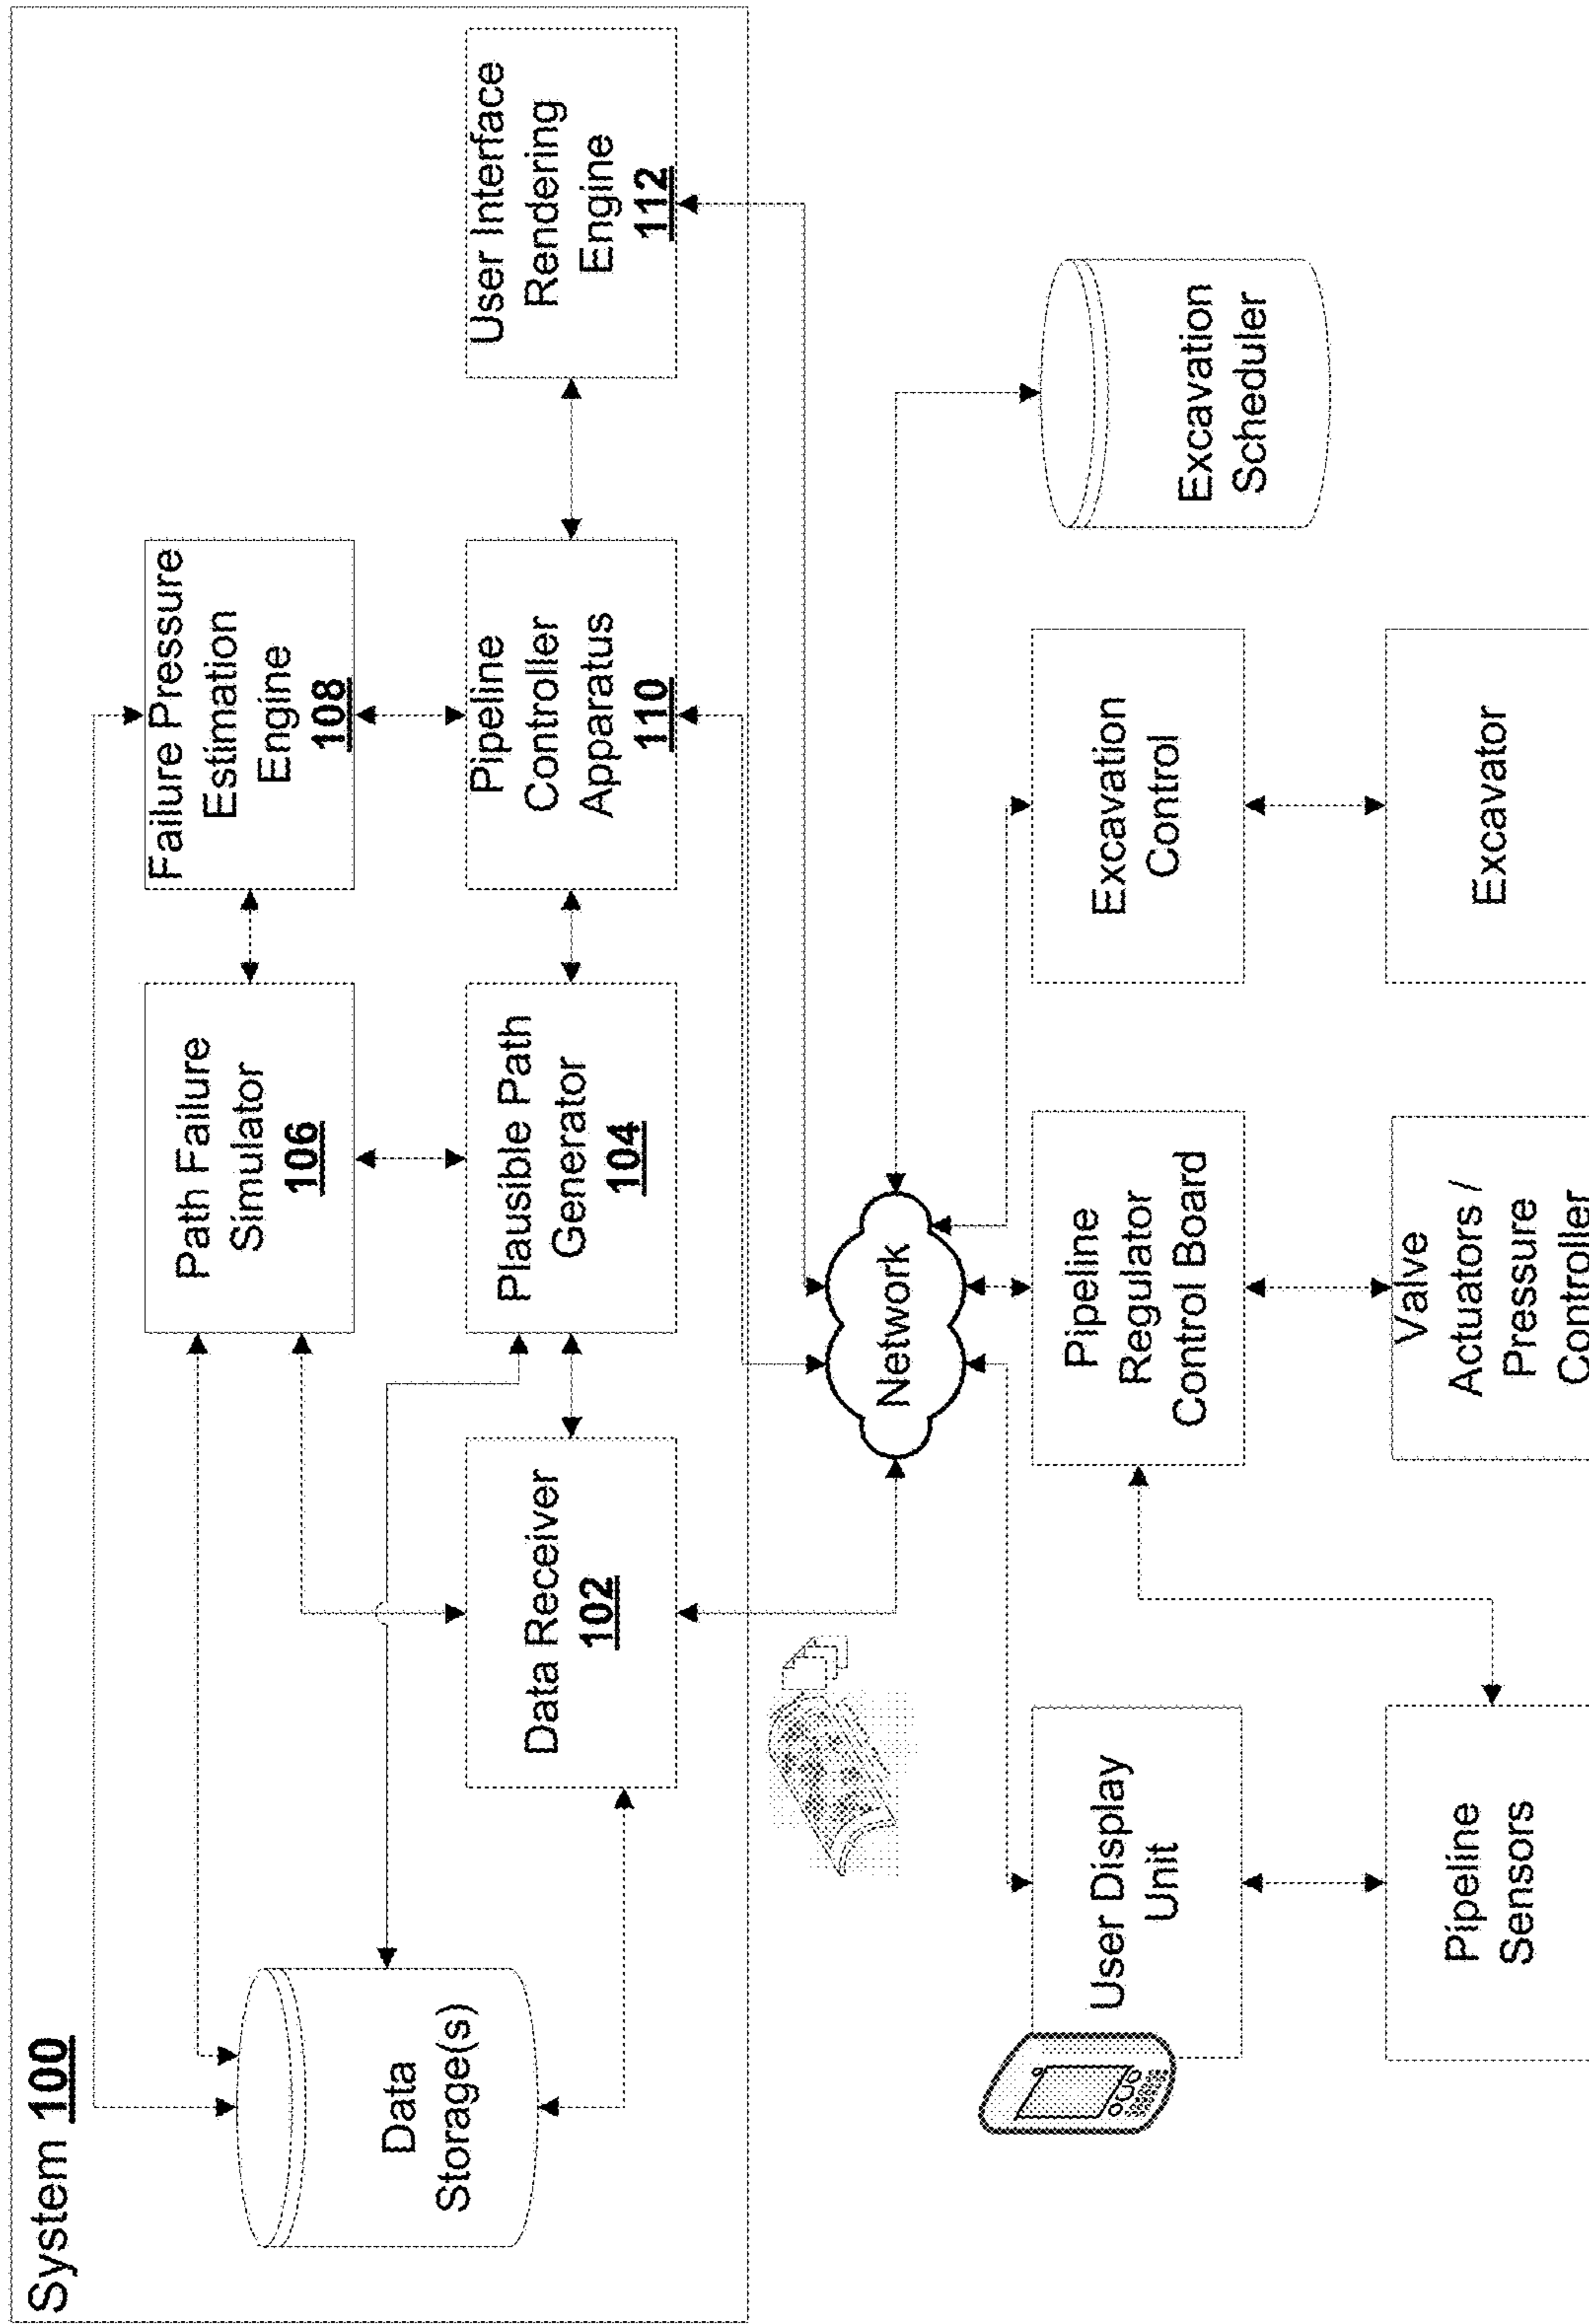 System 100
Data
Storage(s)
Path Failure
Simulator
106
Failure Pressure
Estimation
Engine
108
Data Receiver
102
Plausible Path
Generator
104
Pipeline
Controller
Apparatus
110
User Interface
Rendering
Engine
112
Network
User Display
Unit
Pipeline
Regulator
Control Board
Excavation
Control
Excavation
Scheduler
Pipeline
Sensors
Valve
Actuators /
Pressure
Controller
Excavator